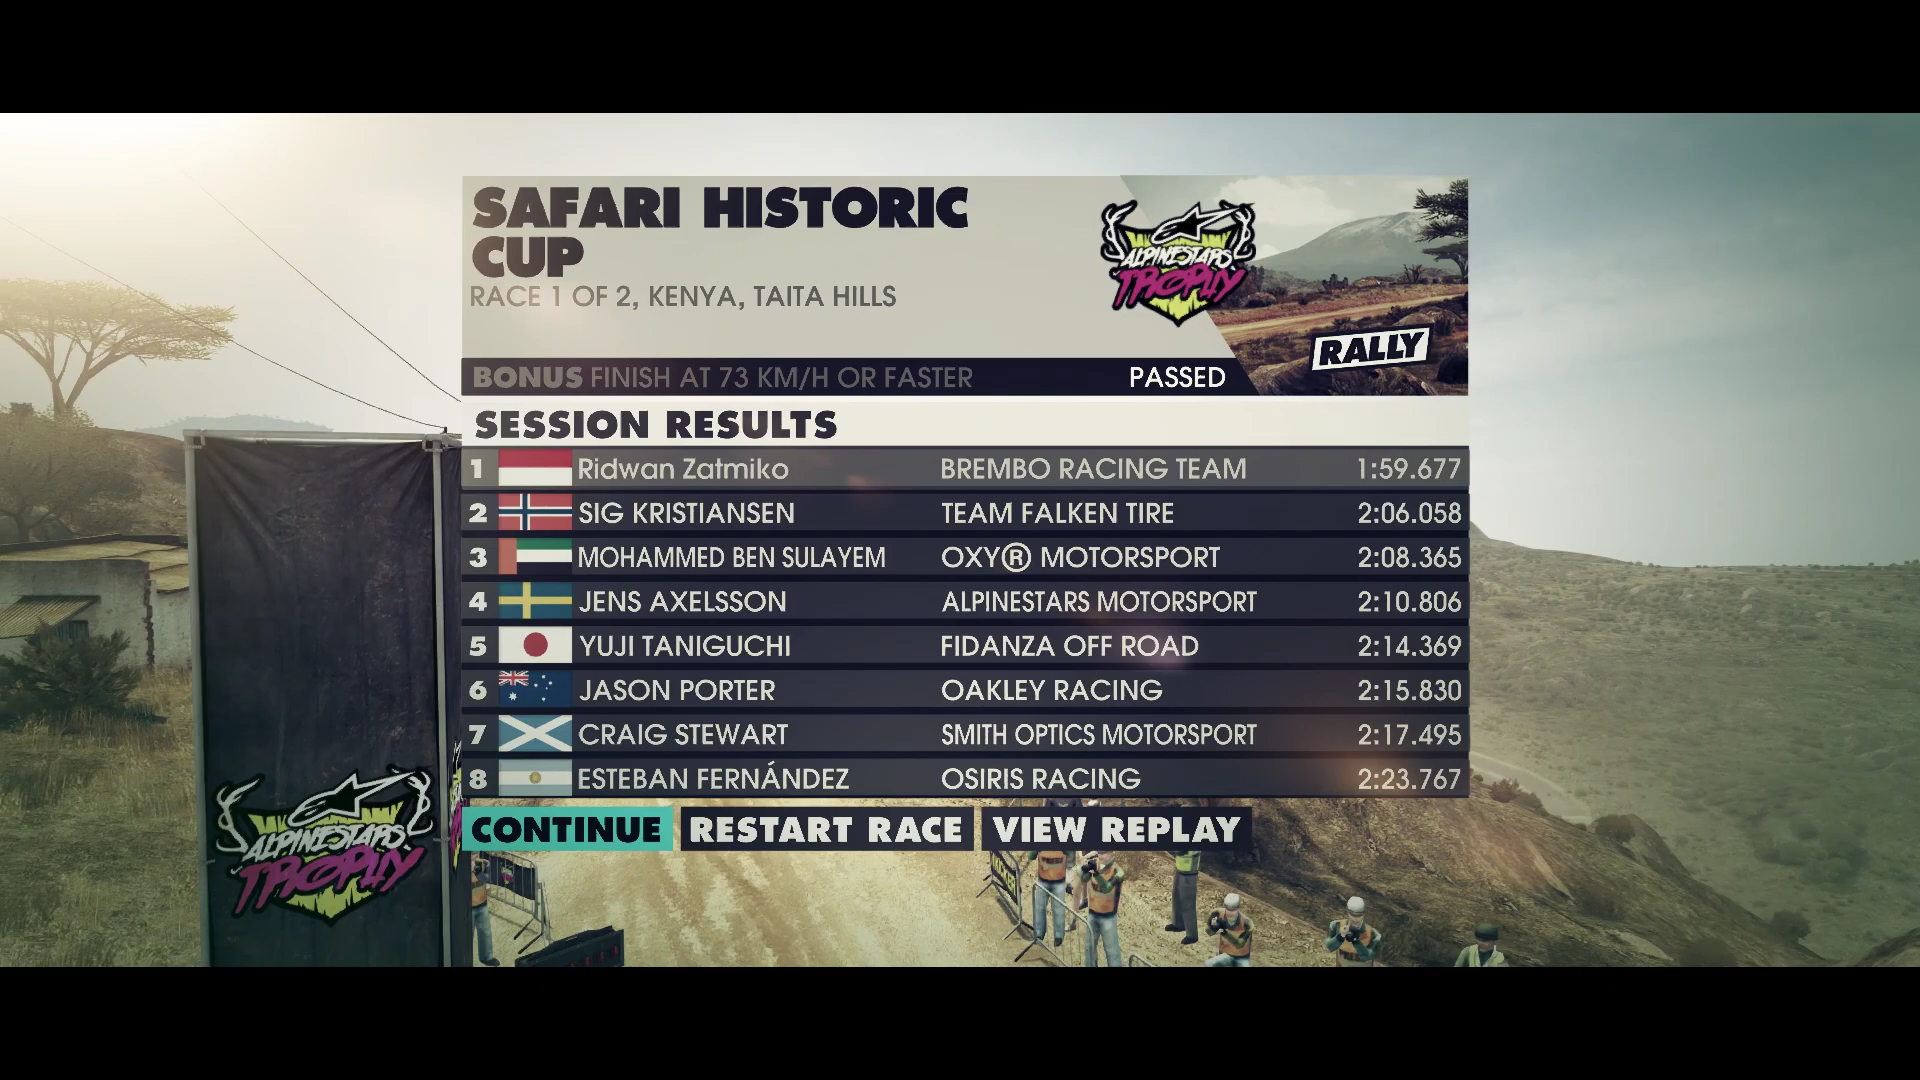 SAFARI HISTORIC
CUP
RACE 1 OF 2, KENYA, TAITA HILLS
ALPINESTARS
TROPHY
RALLY
BONUS FINISH AT 73 KM/H OR FASTER PASSED
SESSION RESULTS
1 Ridwan Zatmiko BREMBO RACING TEAM 1:59.677
2 SIG KRISTIANSEN TEAM FALKEN TIRE 2:06.058
3 MOHAMMED BEN SULAYEM OXY® MOTORSPORT 2:08.365
4 JENS AXELSSON ALPINESTARS MOTORSPORT 2:10.806
5 YUJI TANIGUCHI FIDANZA OFF ROAD 2:14.369
6 JASON PORTER OAKLEY RACING 2:15.830
7 CRAIG STEWART SMITH OPTICS MOTORSPORT 2:17.495
8 ESTEBAN FERNÁNDEZ OSIRIS RACING 2:23.767
CONTINUE RESTART RACE VIEW REPLAY
ALPINESTARS
TROPHY